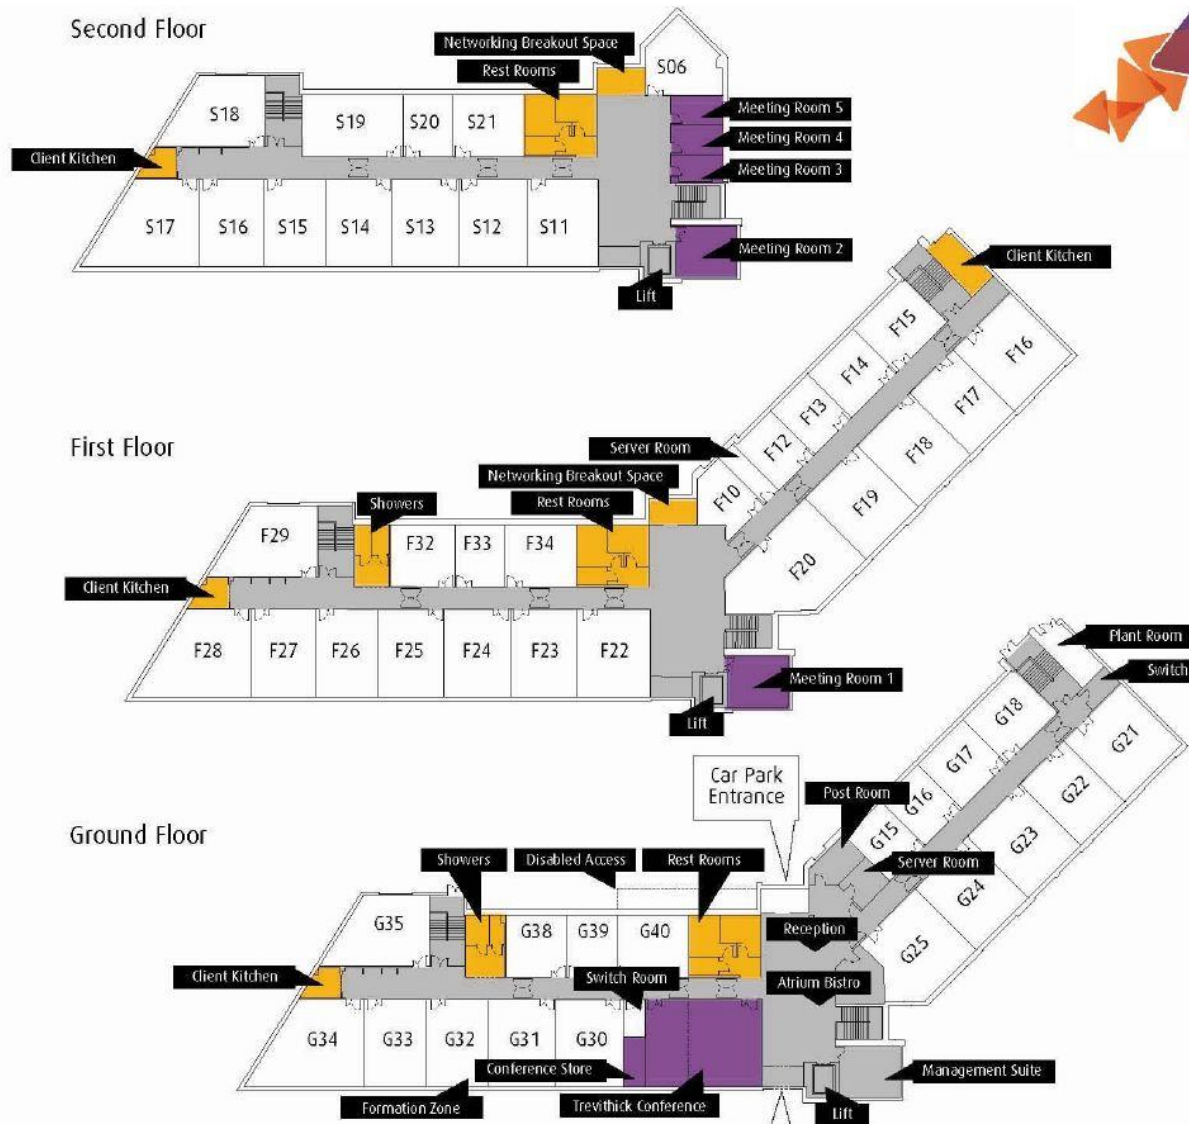 Second Floor
Networking Breakout Space
Rest Rooms
S06
Meeting Room 5
S18
S19
S20
S21
Meeting Room 4
Client Kitchen
Meeting Room 3
S17
S16
S15
S14
S13
S12
S11
Meeting Room 2
Client Kitchen
Lift
F15
F16
F14
F13
F17
First Floor
Server Room
F12
F18
Networking Breakout Space
F10
Showers
Rest Rooms
F19
F29
F32
F33
F34
F20
Client Kitchen
F28
F27
F26
F25
F24
F23
F22
Plant Room
Switch
Meeting Room 1
Lift
G18
G21
G17
Car Park
Entrance
Post Room
G16
G22
Ground Floor
G15
G23
Showers
Disabled Access
Rest Rooms
Server Room
G24
G35
G38
G39
G40
Reception
G25
Client Kitchen
Switch Room
Atrium Bistro
G34
G33
G32
G31
G30
Conference Store
Management Suite
Formation Zone
Trevithick Conference
Lift